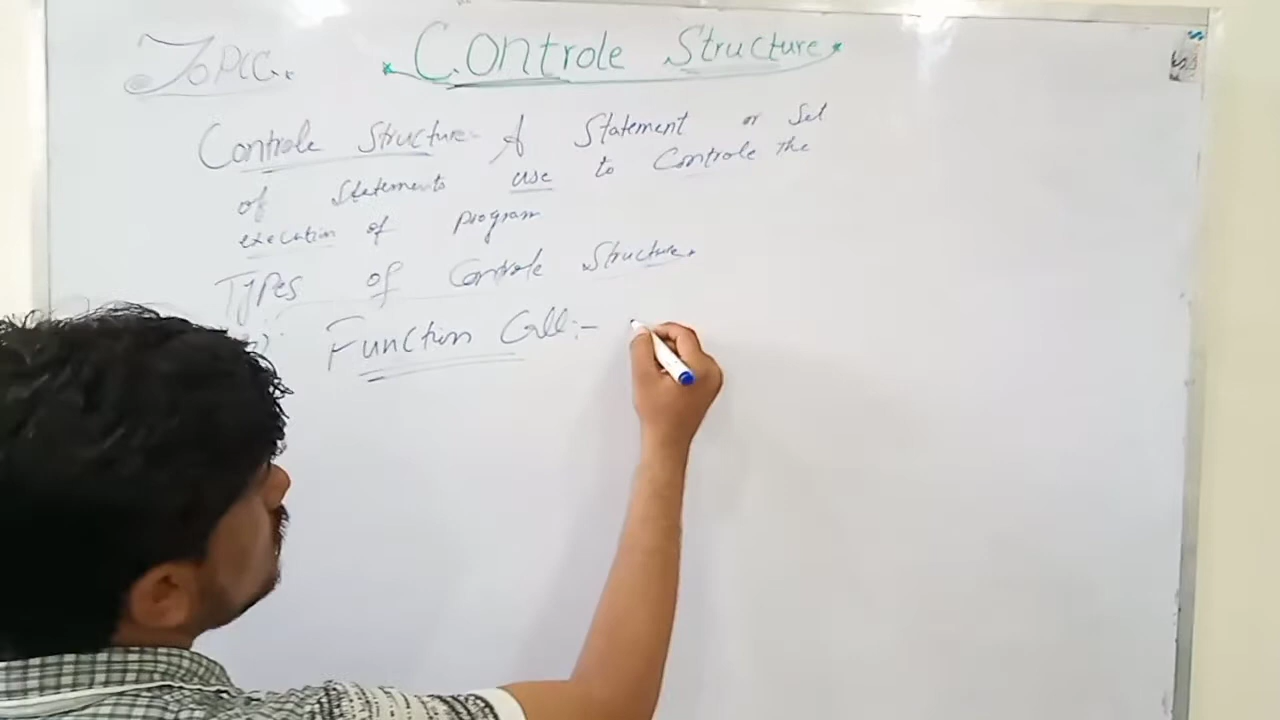 Topic. Controle Structure
Controle Structure A Statement or Set
of Statements use to Controle the
execution of program
Types of Controle Structure.
Function Call:-